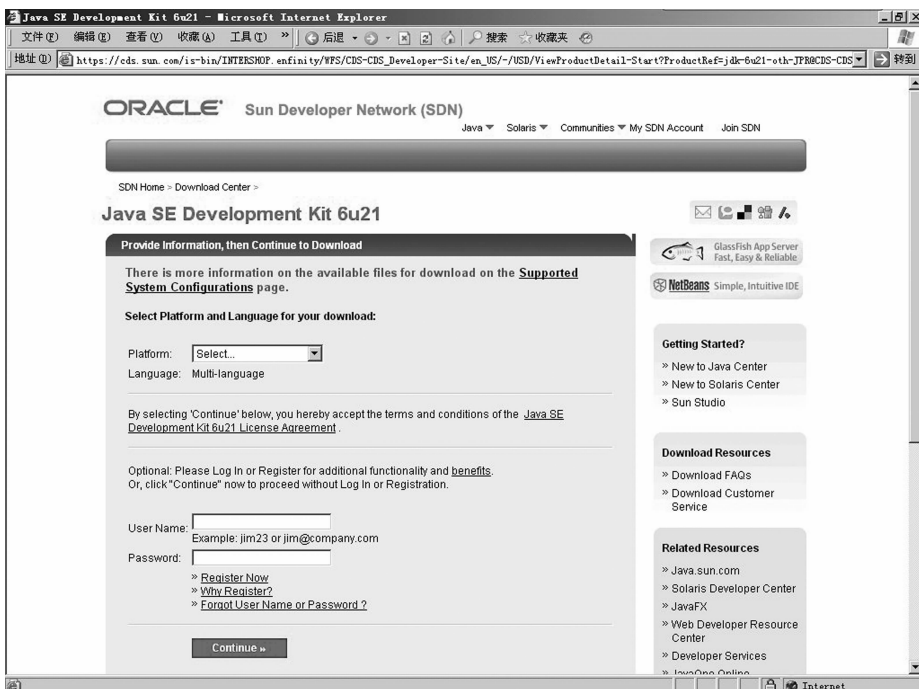 Java SE Development Kit 6u21 - Microsoft Internet Explorer
文件(F) 编辑(E) 查看(V) 收藏(A) 工具(T) » 后退 搜索 收藏夹
地址(D) https://cds.sun.com/is-bin/INTERSHOP.enfinity/WFS/CDS-CDS_Developer-Site/en_US/-/USD/ViewProductDetail-Start?ProductRef=jdk-6u21-oth-JPR@CDS-CDS 转到
ORACLE Sun Developer Network (SDN)
Java Solaris Communities My SDN Account Join SDN
SDN Home > Download Center >
Java SE Development Kit 6u21
Provide Information, then Continue to Download
There is more information on the available files for download on the Supported
System Configurations page.
Select Platform and Language for your download:
Platform: Select...
Language: Multi-language
By selecting 'Continue' below, you hereby accept the terms and conditions of the Java SE
Development Kit 6u21 License Agreement .
Optional: Please Log In or Register for additional functionality and benefits.
Or, click "Continue" now to proceed without Log In or Registration.
User Name:
Example: jim23 or jim@company.com
Password:
» Register Now
» Why Register?
» Forgot User Name or Password ?
Continue »
GlassFish App Server
Fast, Easy & Reliable
NetBeans Simple, Intuitive IDE
Getting Started?
» New to Java Center
» New to Solaris Center
» Sun Studio
Download Resources
» Download FAQs
» Download Customer
Service
Related Resources
» Java.sun.com
» Solaris Developer Center
» JavaFX
» Web Developer Resource
Center
» Developer Services
» JavaOne Online
Internet